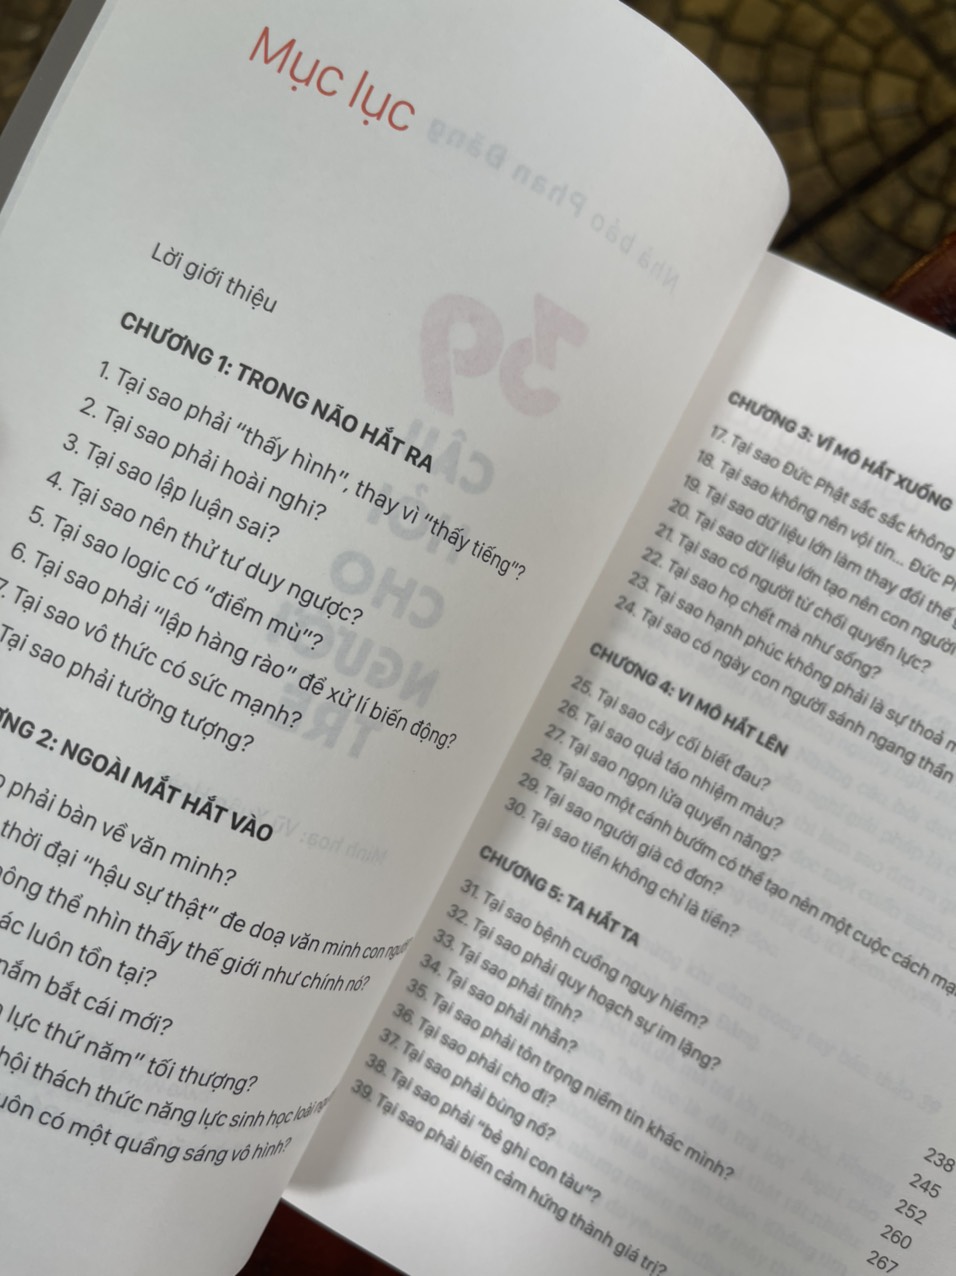 Mục lục
Lời giới thiệu
CHƯƠNG 1: TRONG NÃO HẮT RA
1. Tại sao phải "thấy hình", thay vì "thấy tiếng"?
2. Tại sao phải hoài nghi?
3. Tại sao lập luận sai?
4. Tại sao nên thử tư duy ngược?
5. Tại sao logic có "điểm mù"?
6. Tại sao phải "lập hàng rào" để xử lí biến động?
7. Tại sao vô thức có sức mạnh?
Tại sao phải tưởng tượng?
2: NGOÀI MẮT HẮT VÀO
phải bàn về văn minh?
thời đại "hậu sự thật" đe doạ văn minh con người
thể nhìn thấy thế giới như chính nó?
luôn tồn tại?
nắm bắt cái mới?
lực thứ năm" tối thượng?
hội thách thức năng lực sinh học loài
có một quầng sáng vô hình?
CHƯƠNG 3: VĨ MÔ HẮT XUỐNG
17. Tại sao Đức Phật sắc sắc không
18. Tại sao không nên vội tin... Đức
19. Tại sao dữ liệu lớn làm thay đổi thế
20. Tại sao dữ liệu lớn tạo nên con người
21. Tại sao có người từ chối quyền lực?
22. Tại sao họ chết mà như sống?
23. Tại sao hạnh phúc không phải là sự thoả
24. Tại sao có ngày con người sánh ngang thần
CHƯƠNG 4: VI MÔ HẮT LÊN
25. Tại sao cây cối biết đau?
26. Tại sao quả táo nhiệm màu?
27. Tại sao ngọn lửa quyền năng?
28. Tại sao một cánh bướm có thể tạo nên một cuộc cách
29. Tại sao người già cô đơn?
30. Tại sao tiền không chỉ là tiền?
CHƯƠNG 5: TA HẮT TA
31. Tại sao bệnh cuồng nguy hiểm?
32. Tại sao phải quy hoạch sự im lặng?
33. Tại sao phải tĩnh?
34. Tại sao phải nhẫn?
35. Tại sao phải tôn trọng niềm tin khác mình?
36. Tại sao phải cho đi?
37. Tại sao phải bùng nổ?
38. Tại sao phải "bẻ ghi con tàu"?
39. Tại sao phải biến cảm hứng thành giá trị?
238
245
252
260
267